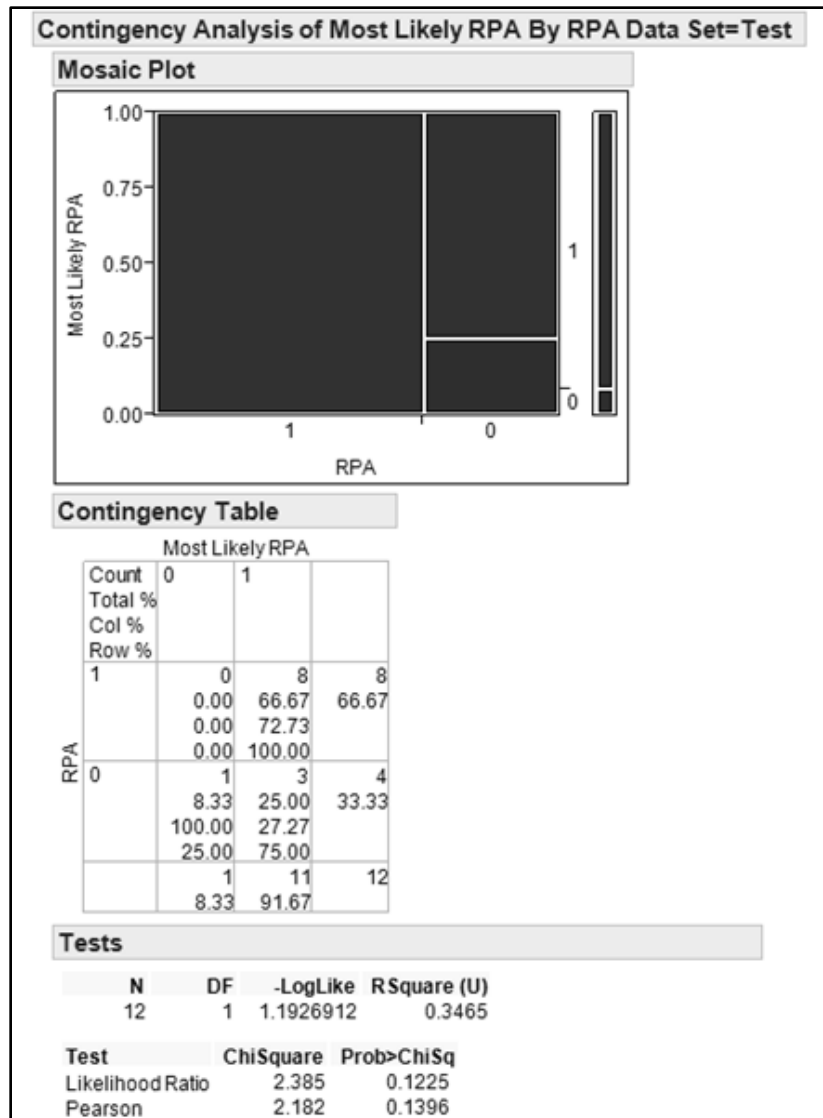 Contingency Analysis of Most Likely RPA By RPA Data Set=Test
Mosaic Plot
1.00
0.75
0.50
0.25
0.00
Most Likely RPA
1
0
1
0
RPA
Contingency Table
Most Likely RPA
Count 0 1
Total %
Col %
Row %
RPA
1 0 8 8
0.00 66.67 66.67
0.00 72.73
0.00 100.00
0 1 3 4
8.33 25.00 33.33
100.00 27.27
25.00 75.00
1 11 12
8.33 91.67
Tests
N DF -LogLike RSquare (U)
12 1 1.1926912 0.3465
Test ChiSquare Prob>ChiSq
Likelihood Ratio 2.385 0.1225
Pearson 2.182 0.1396